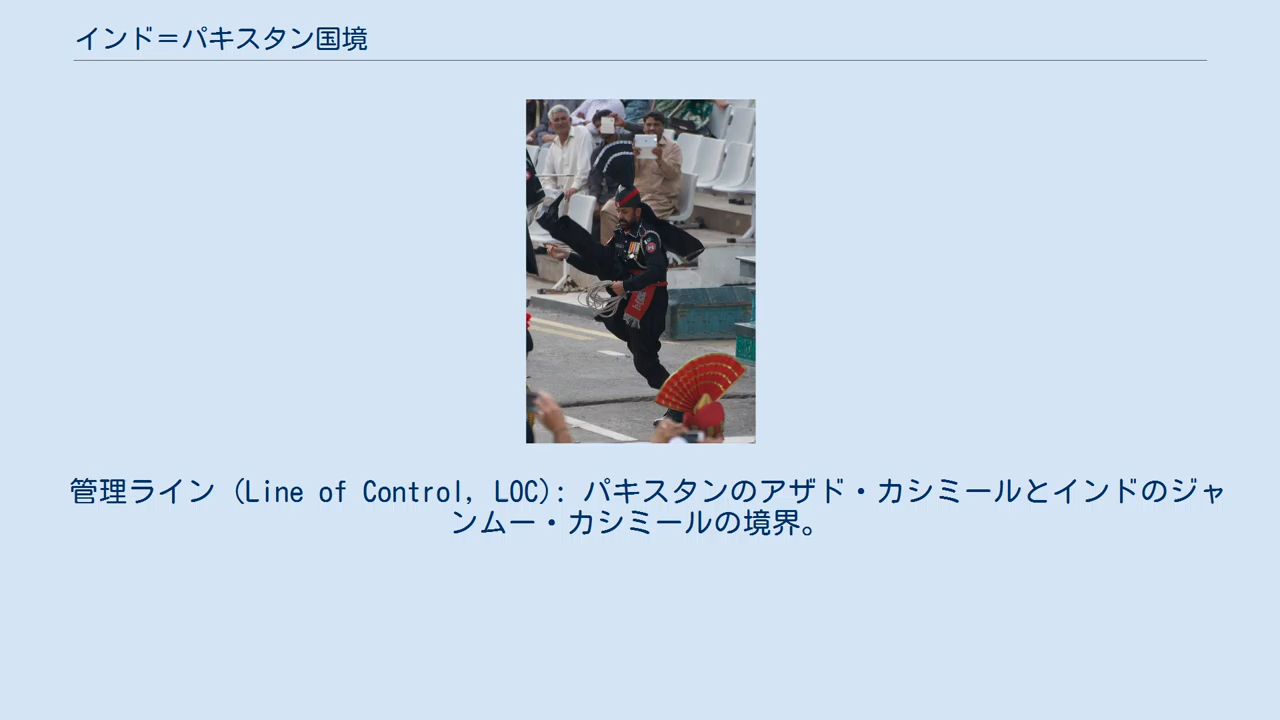 インド＝パキスタン国境
管理ライン (Line of Control, LOC): パキスタンのアザド・カシミールとインドのジャ
ンムー・カシミールの境界。